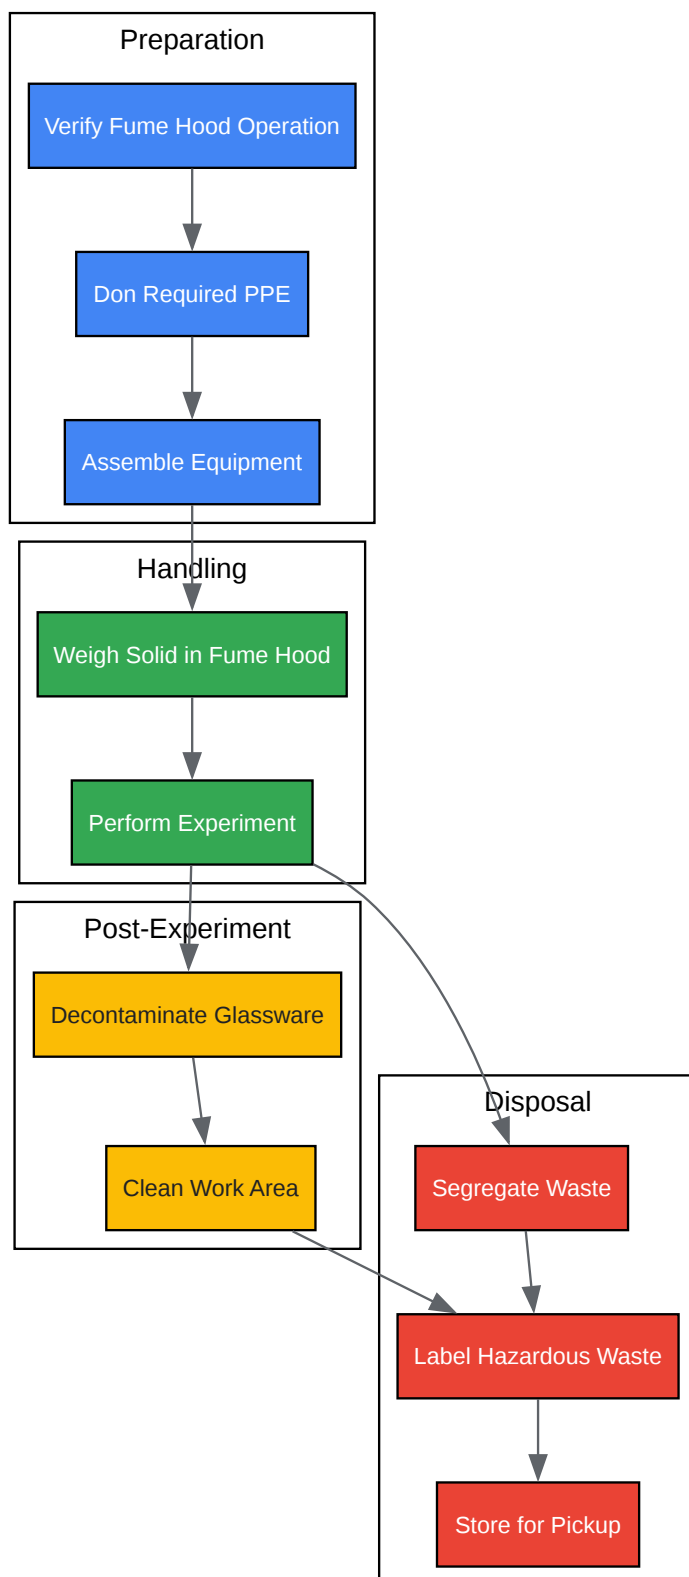 Preparation
Verify Fume Hood Operation
Don Required PPE
Assemble Equipment
Handling
Weigh Solid in Fume Hood
Perform Experiment
Post-Experiment
Decontaminate Glassware
Disposal
Clean Work Area
Segregate Waste
Label Hazardous Waste
Store for Pickup